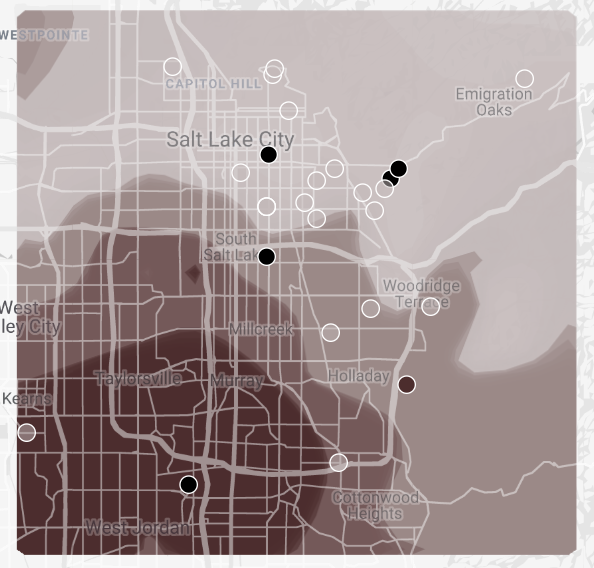 WESTPOINTE
CAPITOL HILL
Emigration
Oaks
Salt Lake City
South
Salt Lake
Woodridge
Terrace
West
ley City
Millcreek
Taylorsville
Murray
Holladay
Kearns
Cottonwood
Heights
West Jordan